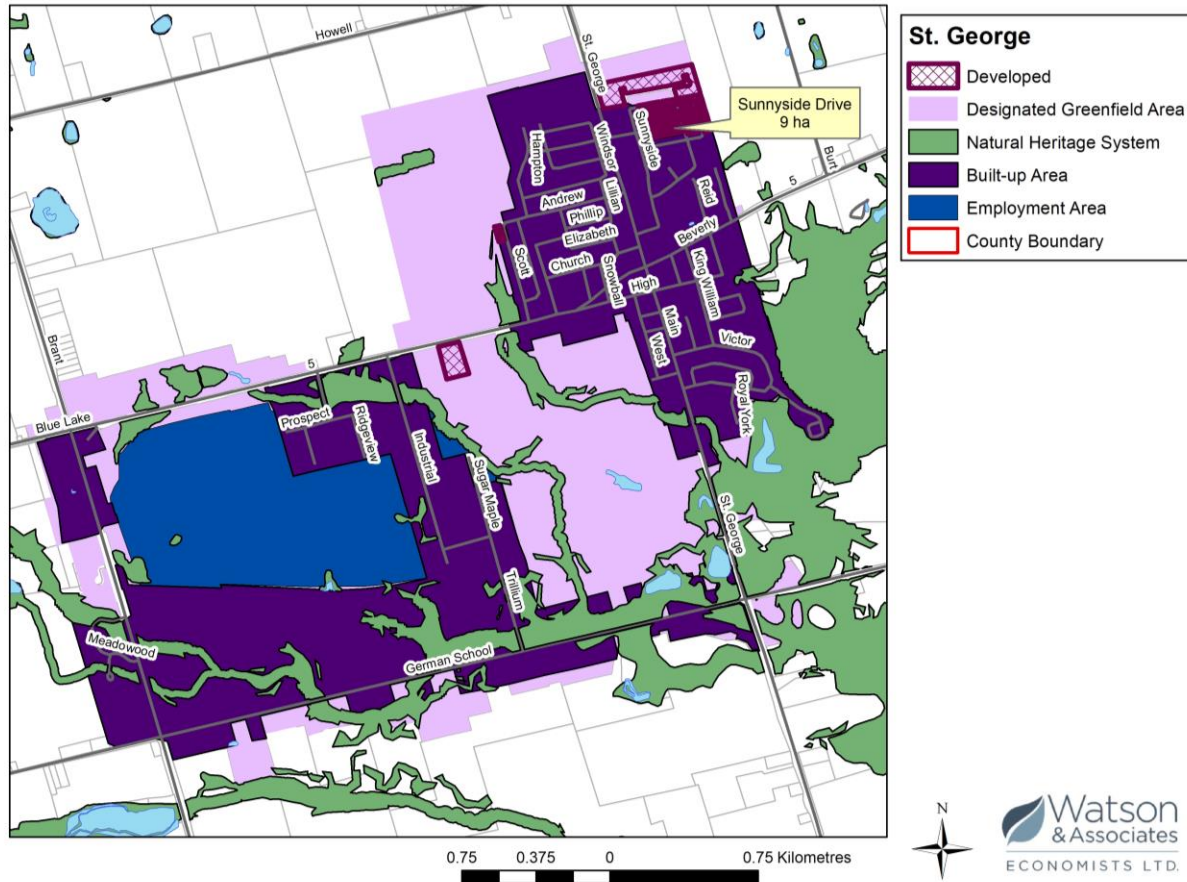 Howell
St. George
Sunnyside Drive
9 ha
Hampton
Windsor
Sunnyside
Burt
5
Andrew
Lillian
Reid
Phillip
Elizabeth
Beverly
Scott
Church
Snowball
High
King William
Main
West
Victor
Royal York
Brant
5
Blue Lake
Prospect
Ridgeview
Industrial
Sugar Maple
St. George
Trillium
Meadowood
German School
St. George
Developed
Designated Greenfield Area
Natural Heritage System
Built-up Area
Employment Area
County Boundary
0.75 0.375 0 0.75 Kilometres
N
Watson
& Associates
ECONOMISTS LTD.